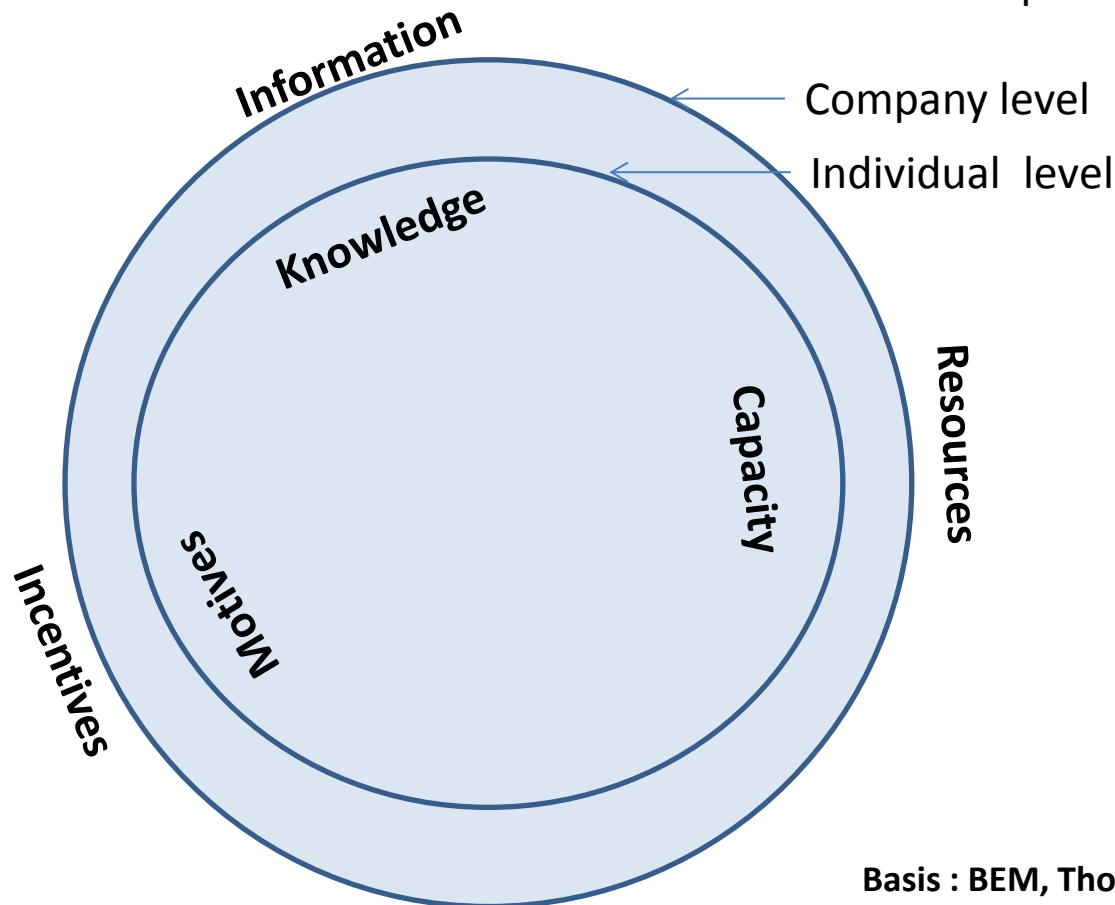 Information
Company level
Individual level
Knowledge
Resources
Capacity
Motives
Incentives
Basis : BEM, Tho